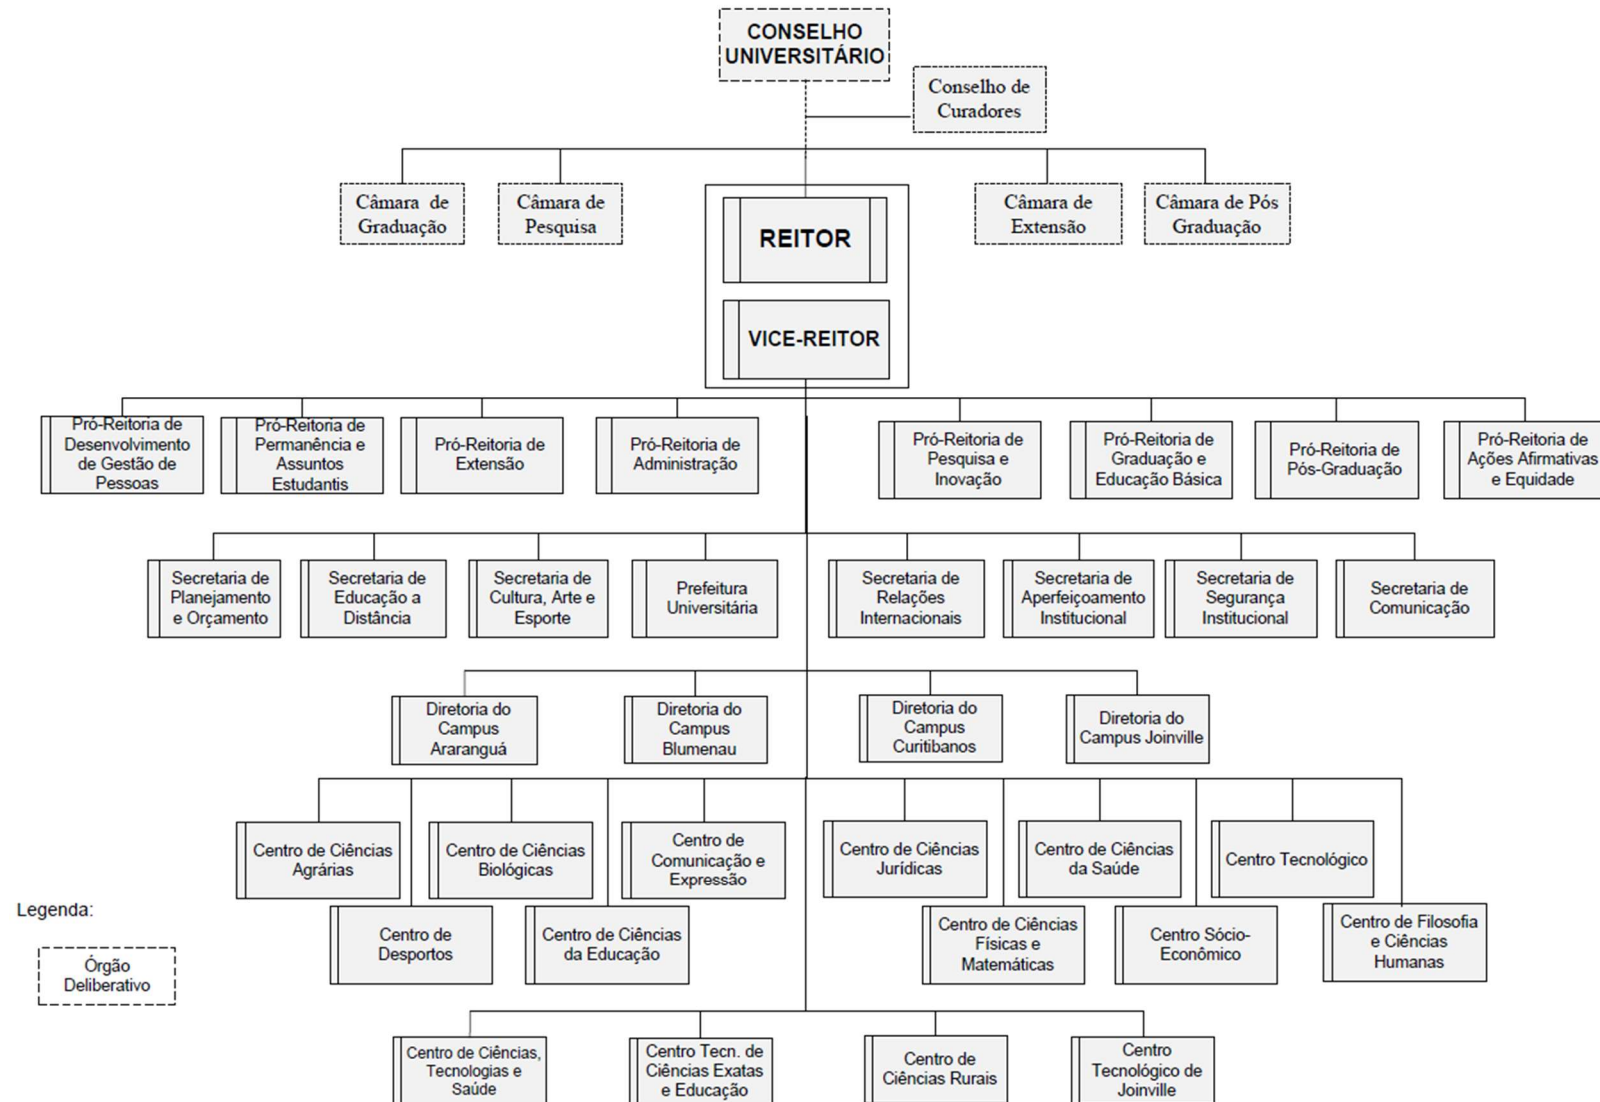 CONSELHO
UNIVERSITÁRIO
Conselho de
Curadores
Câmara de
Graduação
Câmara de
Pesquisa
Câmara de
Extensão
Câmara de Pós
Graduação
REITOR
VICE-REITOR
Pró-Reitoria de
Desenvolvimento
de Gestão de
Pessoas
Pró-Reitoria de
Permanência e
Assuntos
Estudantis
Pró-Reitoria de
Extensão
Pró-Reitoria de
Administração
Pró-Reitoria de
Pesquisa e
Inovação
Pró-Reitoria de
Graduação e
Educação Básica
Pró-Reitoria de
Pós-Graduação
Pró-Reitoria de
Ações Afirmativas
e Equidade
Secretaria de
Planejamento
e Orçamento
Secretaria de
Educação a
Distância
Secretaria de
Cultura, Arte e
Esporte
Prefeitura
Universitária
Secretaria de
Relações
Internacionais
Secretaria de
Aperfeiçoamento
Institucional
Secretaria de
Segurança
Institucional
Secretaria de
Comunicação
Diretoria do
Campus
Araranguá
Diretoria do
Campus
Blumenau
Diretoria do
Campus
Curitibanos
Diretoria do
Campus Joinville
Centro de Ciências
Agrárias
Centro de Ciências
Biológicas
Centro de
Comunicação e
Expressão
Centro de Ciências
Jurídicas
Centro de Ciências
da Saúde
Centro Tecnológico
Legenda:
Órgão
Deliberativo
Centro de
Desportos
Centro de Ciências
da Educação
Centro de Ciências
Físicas e
Matemáticas
Centro Sócio-
Econômico
Centro de Filosofia
e Ciências
Humanas
Centro de Ciências,
Tecnologias e
Saúde
Centro Tecn. de
Ciências Exatas
e Educação
Centro de
Ciências Rurais
Centro
Tecnológico de
Joinville